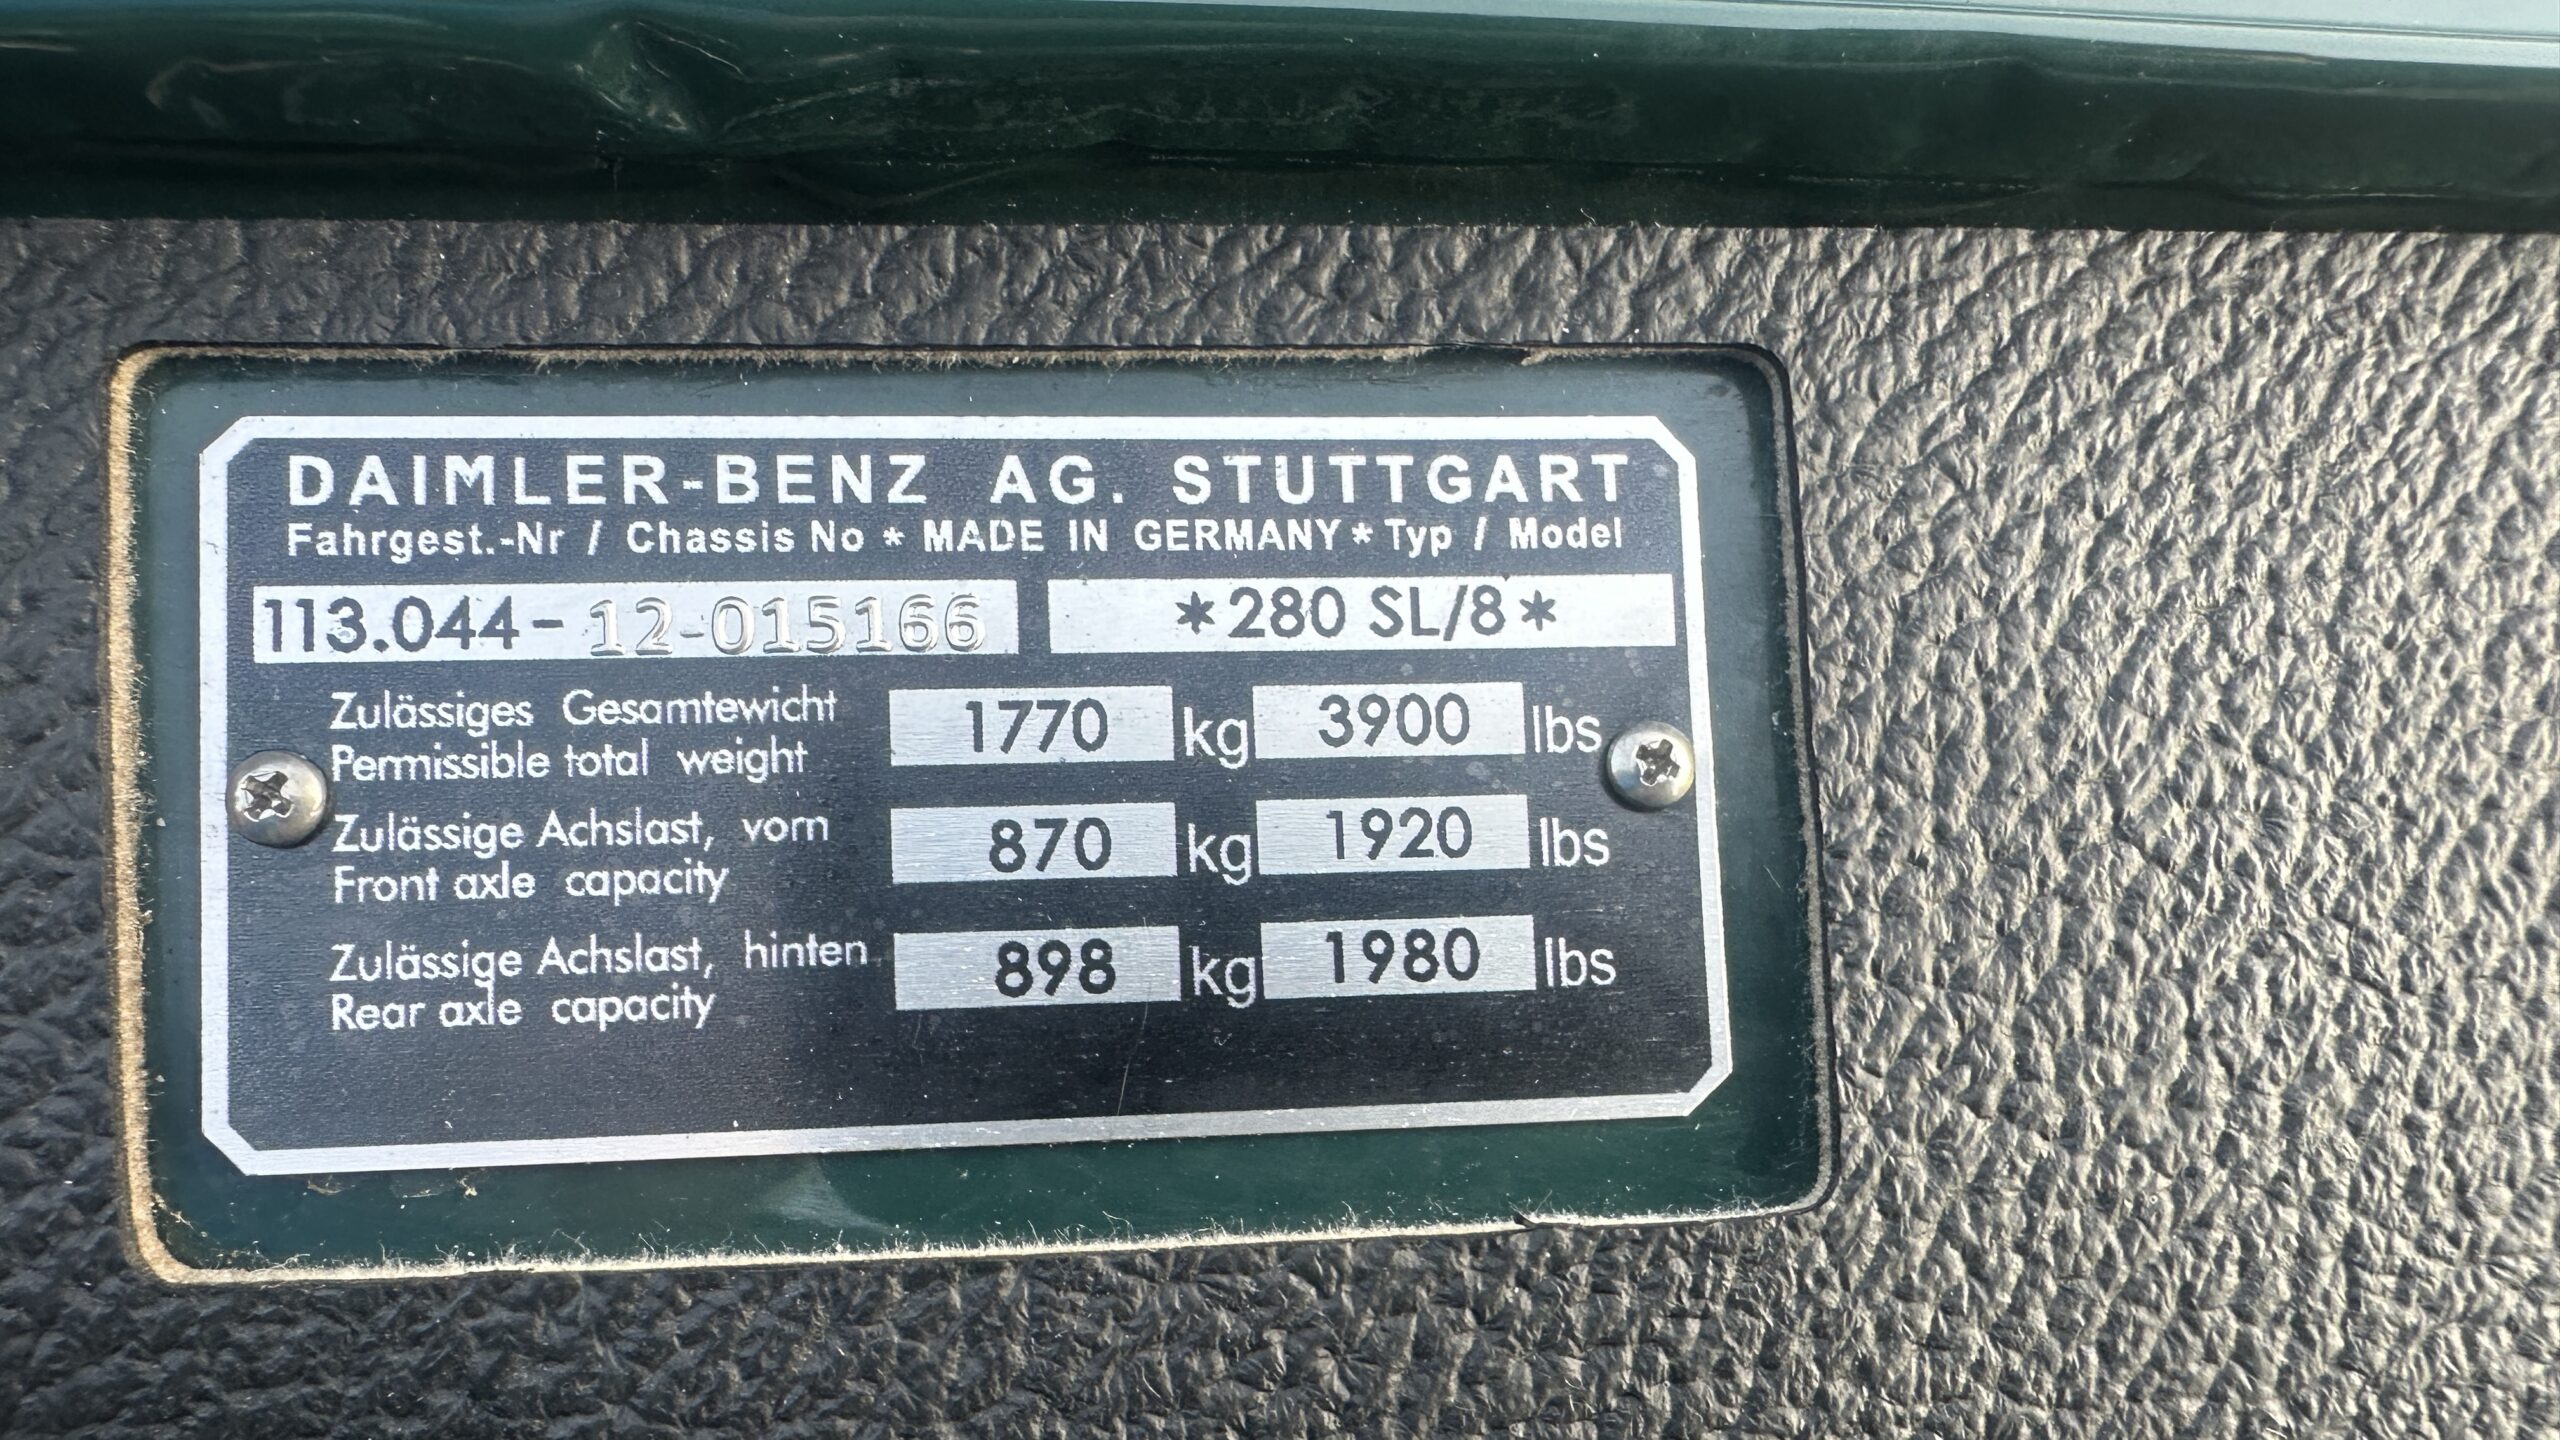 DAIMLER-BENZ AG. STUTTGART
Fahrgest.-Nr / Chassis No * MADE IN GERMANY * Typ / Model
113.044-12-015166 *280 SL/8*
Zulässiges Gesamtewicht
Permissible total weight 1770 kg 3900 lbs
Zulässige Achslast, vorn
Front axle capacity 870 kg 1920 lbs
Zulässige Achslast, hinten
Rear axle capacity 898 kg 1980 lbs